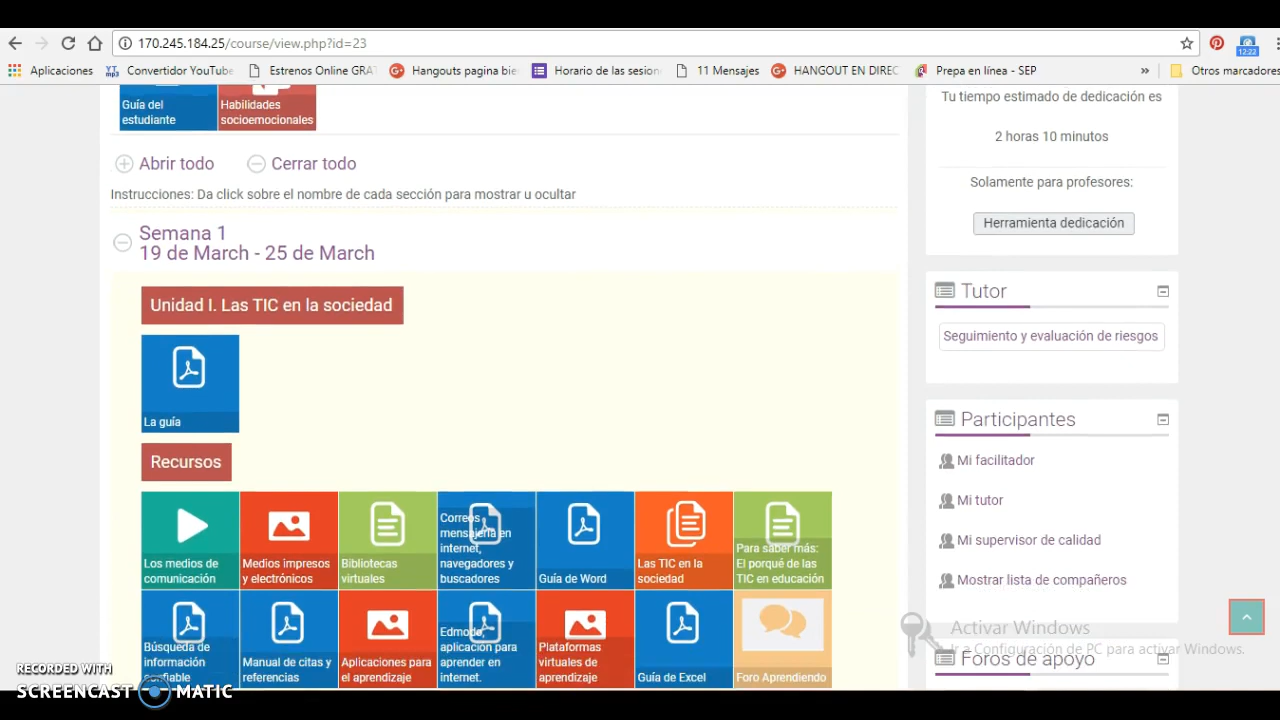 170.245.184.25/course/view.php?id=23
12:22
Aplicaciones
Convertidor YouTube
Estrenos Online GRA
Hangouts pagina bie
Horario de las sesion
11 Mensajes
HANGOUT EN DIREC
Prepa en línea - SEP
»
Otros marcadores
Guía del
estudiante
Habilidades
socioemocionales
Abrir todo
Cerrar todo
Instrucciones: Da click sobre el nombre de cada sección para mostrar u ocultar
Semana 1
19 de March - 25 de March
Unidad I. Las TIC en la sociedad
La guía
Recursos
Los medios de
comunicación
Medios impresos
y electrónicos
Bibliotecas
virtuales
Correos,
mensajería en
internet,
navegadores y
buscadores
Guía de Word
Las TIC en la
sociedad
Para saber más:
El porqué de las
TIC en educación
Búsqueda de
información
fiable
Manual de citas y
referencias
Aplicaciones para
el aprendizaje
Edmodo,
aplicación para
aprender en
internet.
Plataformas
virtuales de
aprendizaje
Guía de Excel
Foro Aprendiendo
Tu tiempo estimado de dedicación es
2 horas 10 minutos
Solamente para profesores:
Herramienta dedicación
Tutor
Seguimiento y evaluación de riesgos
Participantes
Mi facilitador
Mi tutor
Mi supervisor de calidad
Mostrar lista de compañeros
Activar Windows
Ir a Configuración de PC para activar Windows.
Foros de apoyo
RECORDED WITH
SCREENCAST MATIC